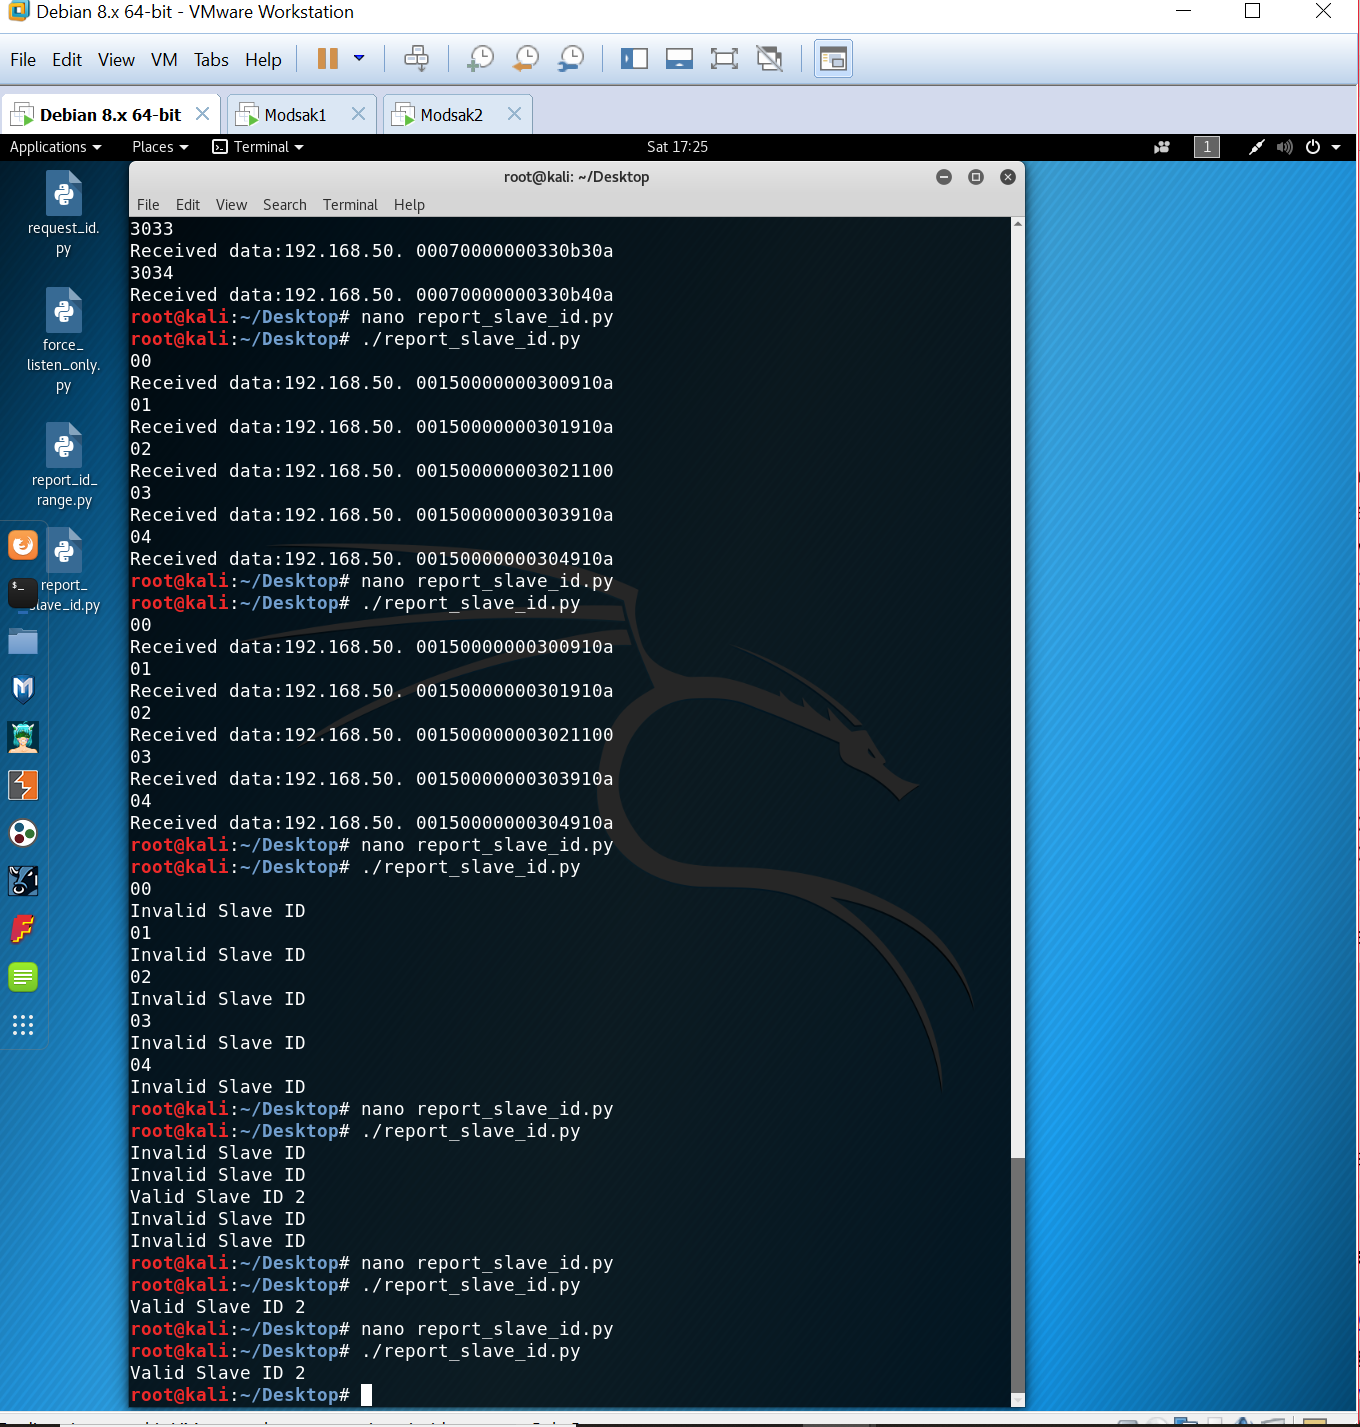 Debian 8.x 64-bit - VMware Workstation
File Edit View VM Tabs Help
Debian 8.x 64-bit Modsak1 Modsak2
Applications Places Terminal Sat 17:25 1
root@kali: ~/Desktop
File Edit View Search Terminal Help
request_id.
py
force_
listen_only.
py
report_id_
range.py
report_
slave_id.py
3033
Received data:192.168.50. 00070000000330b30a
3034
Received data:192.168.50. 00070000000330b40a
root@kali:~/Desktop# nano report_slave_id.py
root@kali:~/Desktop# ./report_slave_id.py
00
Received data:192.168.50. 00150000000300910a
01
Received data:192.168.50. 00150000000301910a
02
Received data:192.168.50. 001500000003021100
03
Received data:192.168.50. 00150000000303910a
04
Received data:192.168.50. 00150000000304910a
root@kali:~/Desktop# nano report_slave_id.py
root@kali:~/Desktop# ./report_slave_id.py
00
Received data:192.168.50. 00150000000300910a
01
Received data:192.168.50. 00150000000301910a
02
Received data:192.168.50. 001500000003021100
03
Received data:192.168.50. 00150000000303910a
04
Received data:192.168.50. 00150000000304910a
root@kali:~/Desktop# nano report_slave_id.py
root@kali:~/Desktop# ./report_slave_id.py
00
Invalid Slave ID
01
Invalid Slave ID
02
Invalid Slave ID
03
Invalid Slave ID
04
Invalid Slave ID
root@kali:~/Desktop# nano report_slave_id.py
root@kali:~/Desktop# ./report_slave_id.py
Invalid Slave ID
Invalid Slave ID
Valid Slave ID 2
Invalid Slave ID
Invalid Slave ID
root@kali:~/Desktop# nano report_slave_id.py
root@kali:~/Desktop# ./report_slave_id.py
Valid Slave ID 2
root@kali:~/Desktop# nano report_slave_id.py
root@kali:~/Desktop# ./report_slave_id.py
Valid Slave ID 2
root@kali:~/Desktop#